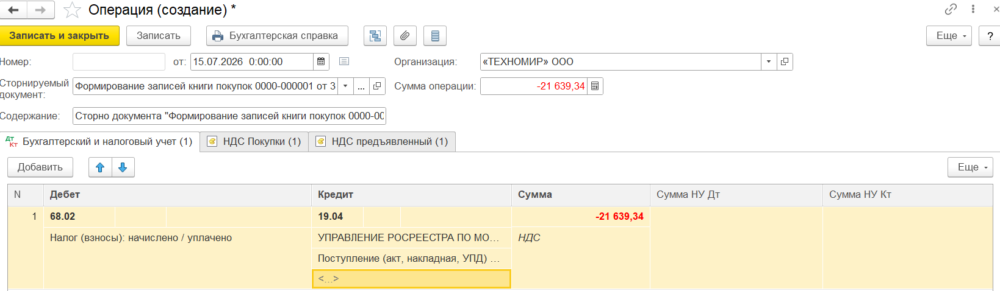 Операция (создание) *
Записать и закрыть
Записать
Бухгалтерская справка
Еще
?
Номер:
от:
15.07.2026 0:00:00
Организация:
«ТЕХНОМИР» ООО
Сторнируемый документ:
Формирование записей книги покупок 0000-000001 от 3
...
Сумма операции:
-21 639,34
Содержание:
Сторно документа "Формирование записей книги покупок 0000-00
Дт Кт
Бухгалтерский и налоговый учет (1)
НДС Покупки (1)
НДС предъявленный (1)
Добавить
Еще
N
Дебет
Кредит
Сумма
Сумма НУ Дт
Сумма НУ Кт
1
68.02
19.04
-21 639,34
Налог (взносы): начислено / уплачено
УПРАВЛЕНИЕ РОСРЕЕСТРА ПО МО...
НДС
Поступление (акт, накладная, УПД) ...
<...>